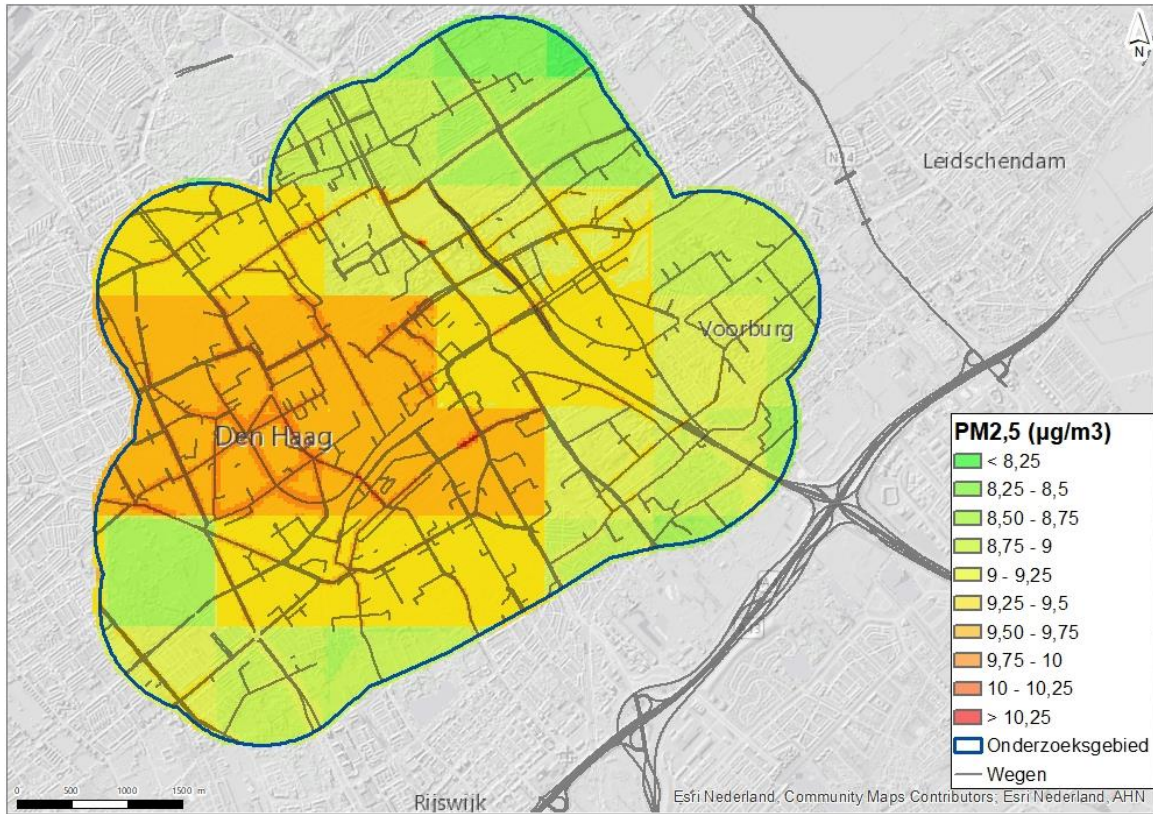 N
Leidschendam
N14
Voorburg
Den Haag
PM2,5 (µg/m3)
< 8,25
8,25 - 8,5
8,50 - 8,75
8,75 - 9
9 - 9,25
9,25 - 9,5
9,50 - 9,75
9,75 - 10
10 - 10,25
> 10,25
Onderzoeksgebied
Wegen
0 500 1000 1500 m
Rijswijk
Esri Nederland, Community Maps Contributors; Esri Nederland, AHN